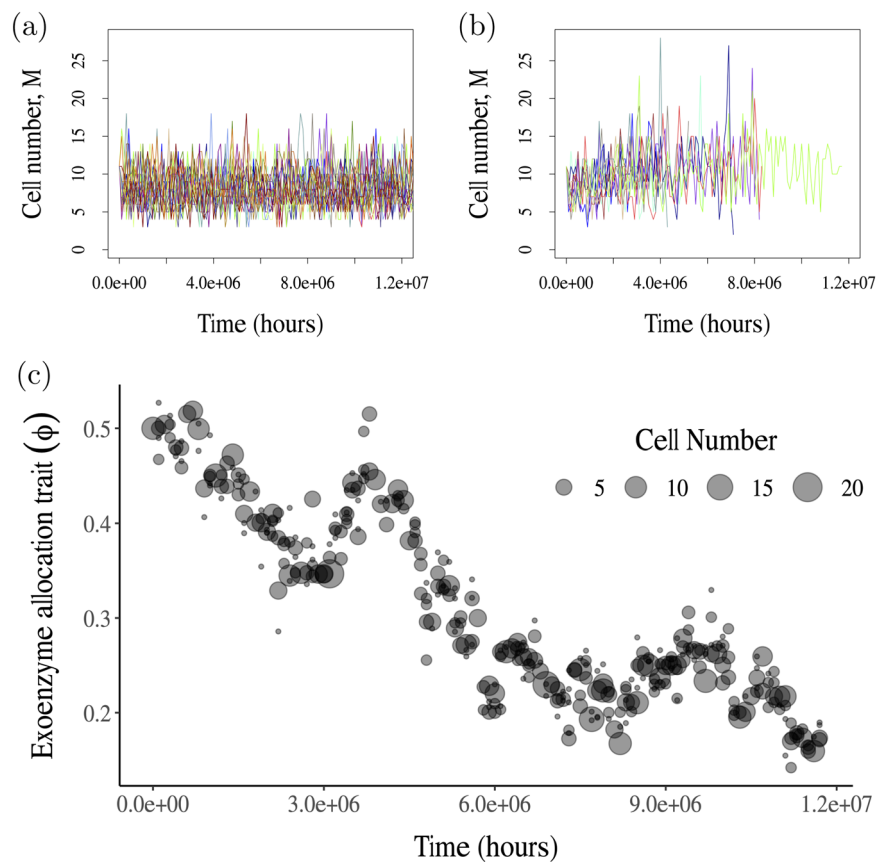 (a)
Cell number, M
0
5
10
15
20
25
0.0e+00
4.0e+06
8.0e+06
1.2e+07
Time (hours)
(b)
Cell number, M
0
5
10
15
20
25
0.0e+00
4.0e+06
8.0e+06
1.2e+07
Time (hours)
(c)
Exoenzyme allocation trait (ϕ)
0.5
0.4
0.3
0.2
Cell Number
5 10 15 20
0.0e+00
3.0e+06
6.0e+06
9.0e+06
1.2e+07
Time (hours)